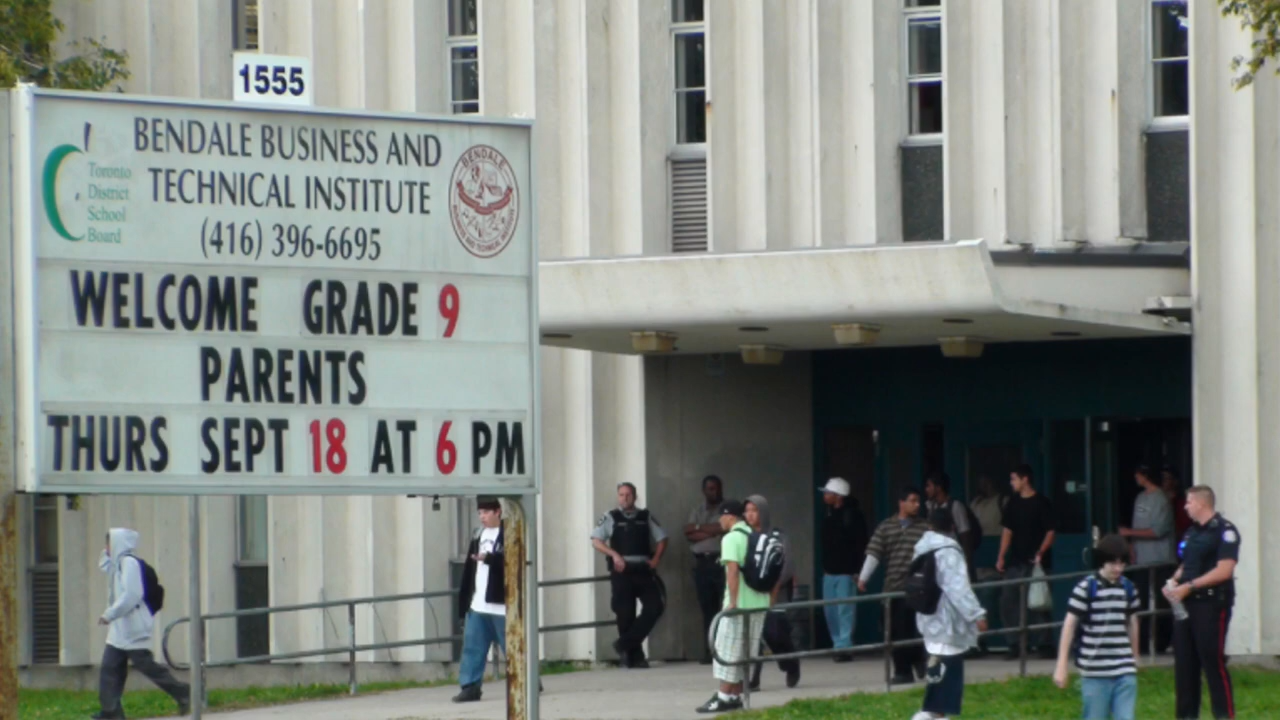 1555
BENDALE BUSINESS AND
TECHNICAL INSTITUTE
(416) 396-6695
Toronto
District
School
Board
BENDALE
WELCOME GRADE 9
PARENTS
THURS SEPT 18 AT 6 PM